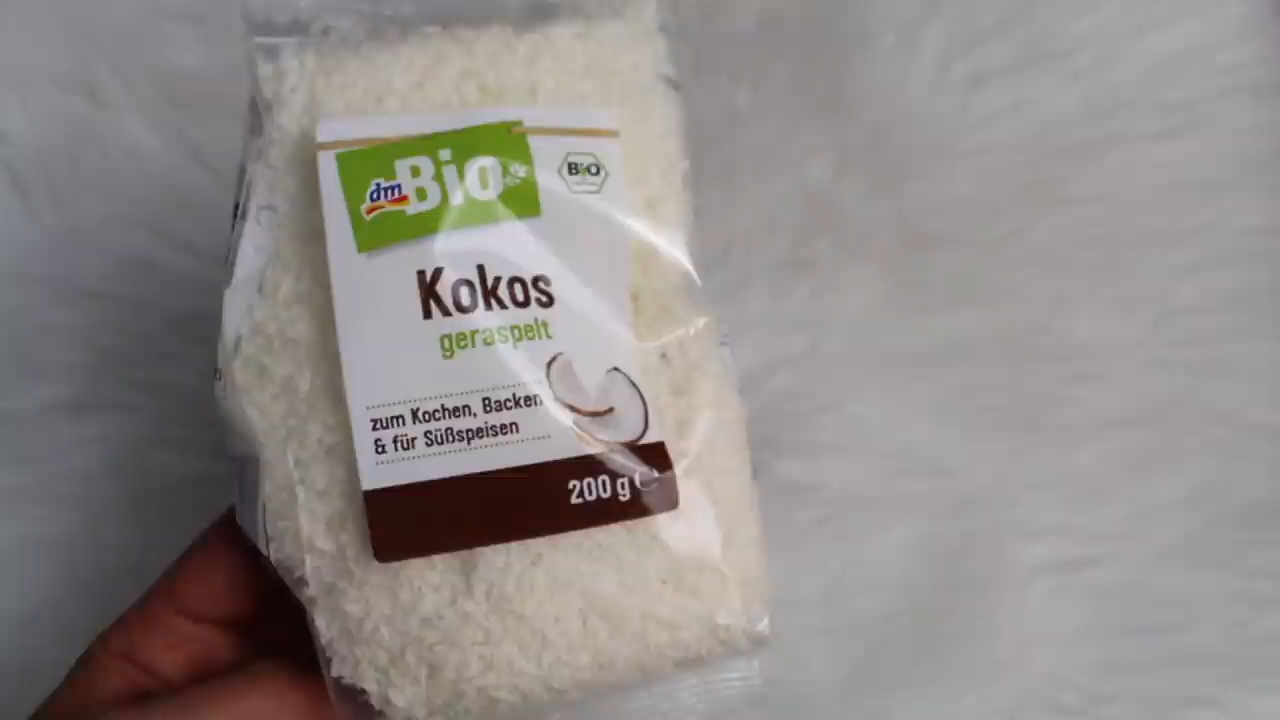 dmBio
BiO
Kokos
geraspelt
zum Kochen, Backen
& für Süßspeisen
200 g e